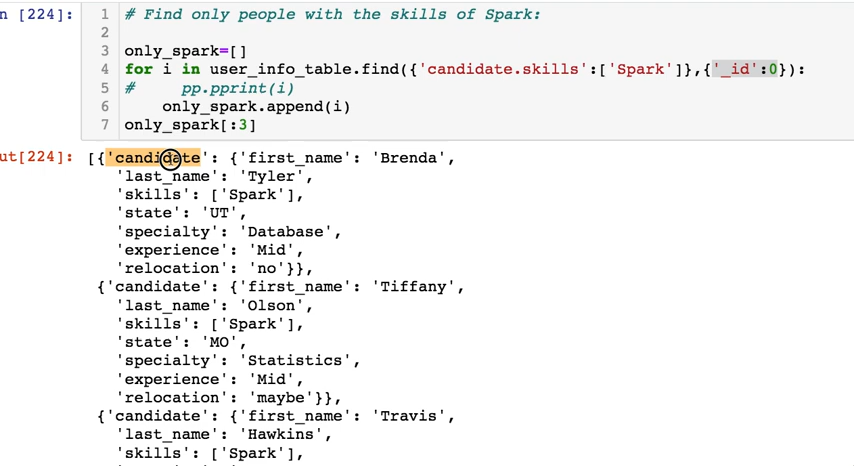 n [224]:
1 # Find only people with the skills of Spark:
2
3 only_spark=[]
4 for i in user_info_table.find({'candidate.skills':['Spark']},{'_id':0}):
5 #     pp.pprint(i)
6     only_spark.append(i)
7 only_spark[:3]
ut[224]: [{'candidate': {'first_name': 'Brenda',
'last_name': 'Tyler',
'skills': ['Spark'],
'state': 'UT',
'specialty': 'Database',
'experience': 'Mid',
'relocation': 'no'}},
{'candidate': {'first_name': 'Tiffany',
'last_name': 'Olson',
'skills': ['Spark'],
'state': 'MO',
'specialty': 'Statistics',
'experience': 'Mid',
'relocation': 'maybe'}},
{'candidate': {'first_name': 'Travis',
'last_name': 'Hawkins',
'skills': ['Spark'],